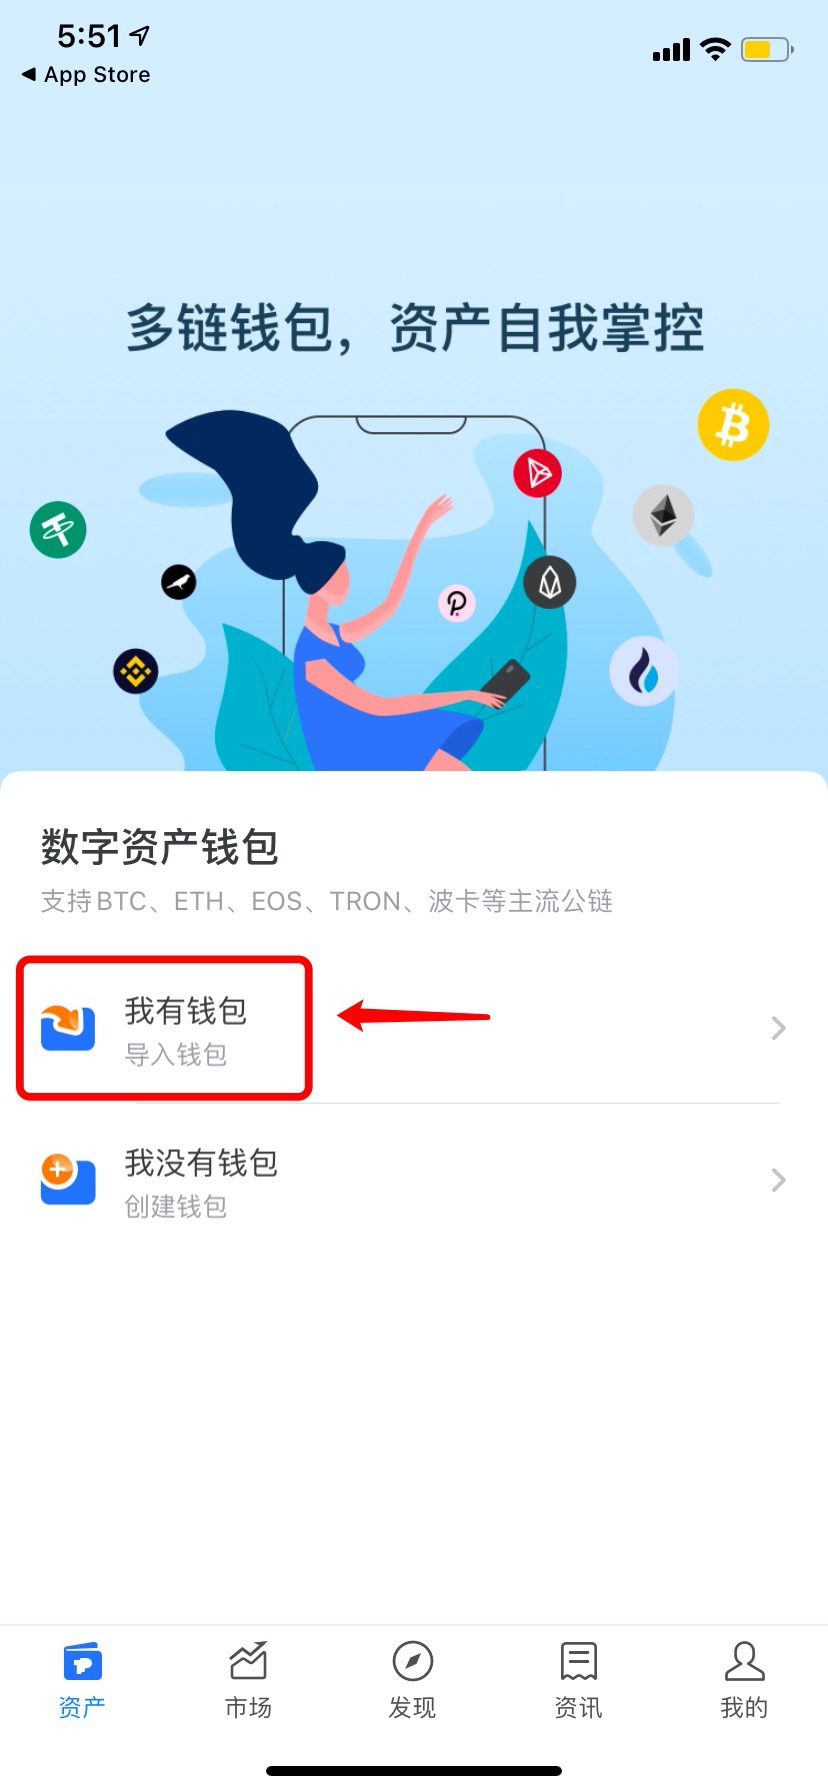 5:51
App Store
多链钱包，资产自我掌控
数字资产钱包
支持BTC、ETH、EOS、TRON、波卡等主流公链
我有钱包
导入钱包
我没有钱包
创建钱包
资产
市场
发现
资讯
我的